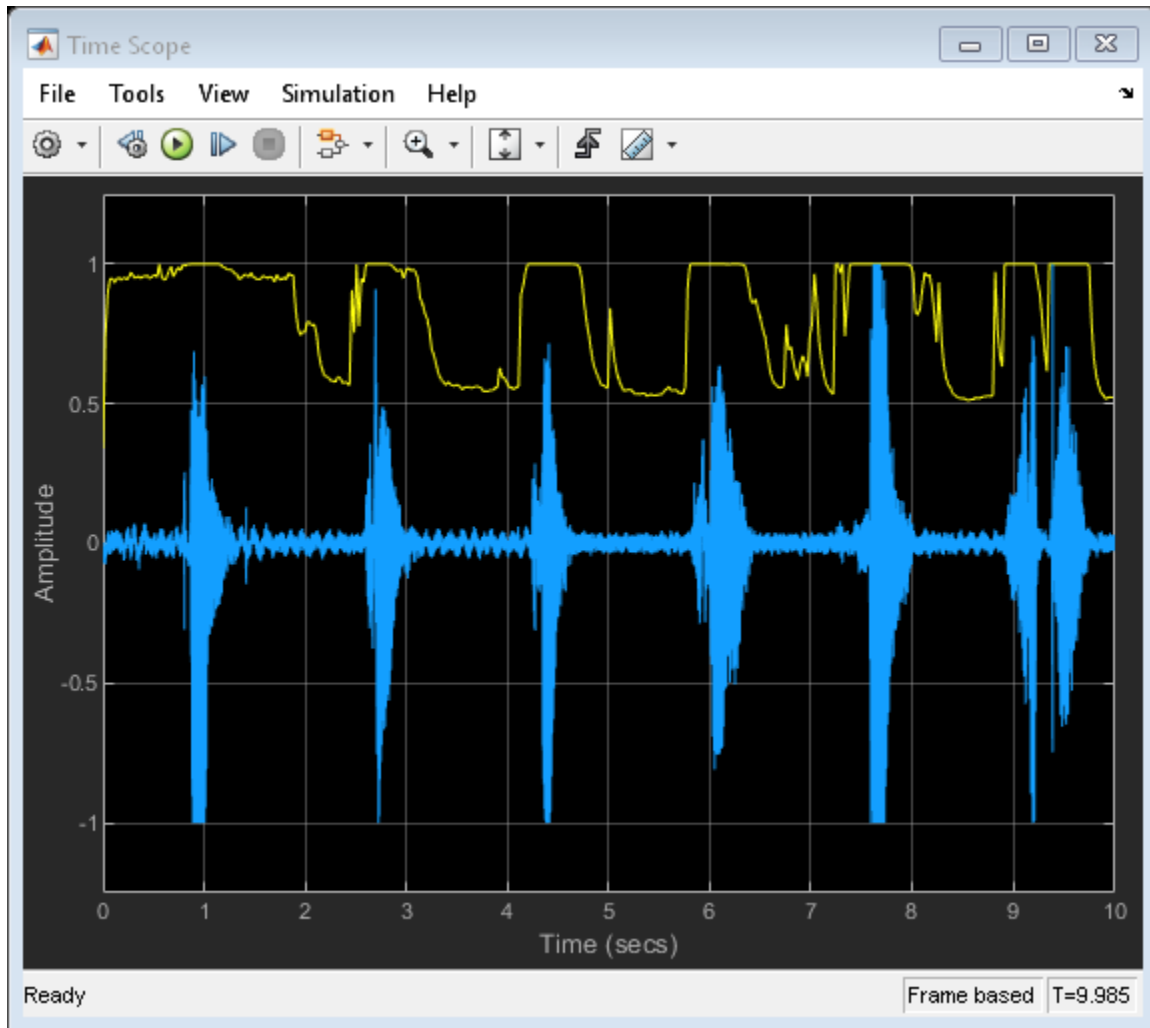 Time Scope
File Tools View Simulation Help
1
0.5
0
-0.5
-1
Amplitude
0 1 2 3 4 5 6 7 8 9 10
Time (secs)
Ready Frame based T=9.985